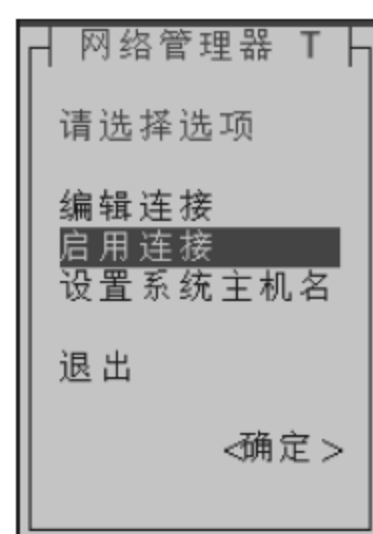 网络管理器 T
请选择选项
编辑连接
启用连接
设置系统主机名
退出
<确定>